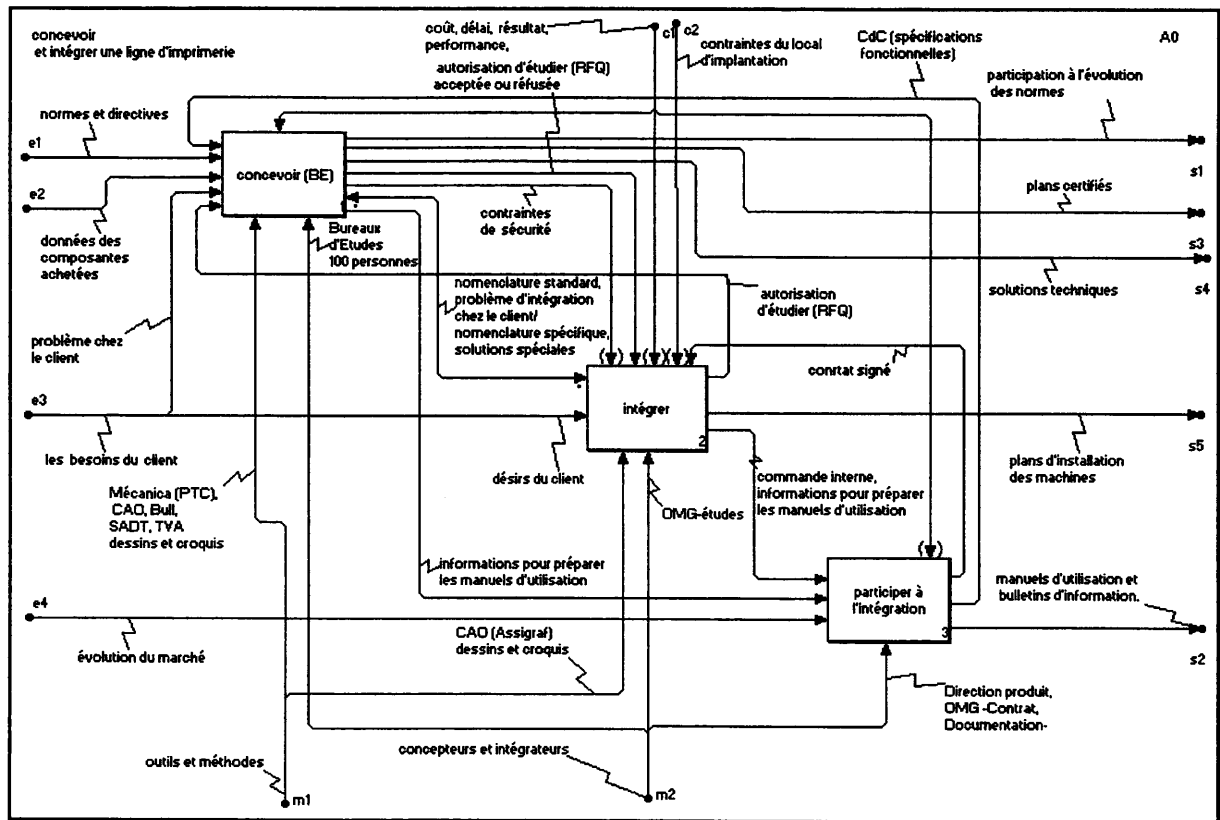 concevoir
et intégrer une ligne d'imprimerie
coût, délai, résultat,
performance,
c1
c2
contraintes du local
d'implantation
CdC (spécifications
fonctionnelles)
A0
autorisation d'étudier (RFQ)
acceptée ou réfusée
participation à l'évolution
des normes
normes et directives
e1
concevoir (BE)
s1
e2
plans certifiés
données des
composantes
achetées
Bureaux
d'Etudes
100 personnes
contraintes
de sécurité
s3
solutions techniques
s4
nomenclature standard,
problème d'intégration
chez le client/
nomenclature spécifique,
solutions spéciales
autorisation
d'étudier (RFQ)
problème chez
le client
conrtat signé
e3
intégrer
2
s5
les besoins du client
désirs du client
plans d'installation
des machines
Mécanica (PTC),
CAO, Bull,
SADT, TVA
dessins et croquis
OMG-études
commande interne,
informations pour préparer
les manuels d'utilisation
informations pour préparer
les manuels d'utilisation
participer à
l'intégration
3
manuels d'utilisation et
bulletins d'information.
e4
évolution du marché
CAO (Assigraf)
dessins et croquis
s2
Direction produit,
OMG -Contrat,
Documentation-
outils et méthodes
concepteurs et intégrateurs
m1
m2